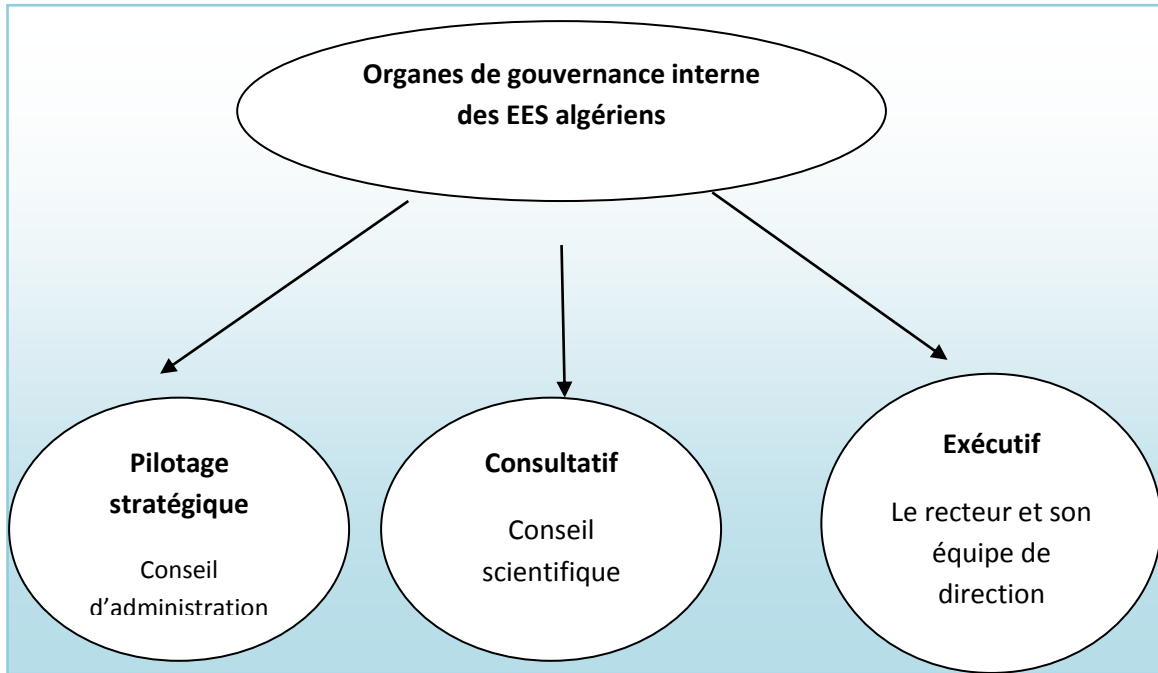 Organes de gouvernance interne
des EES algériens
Pilotage
stratégique
Conseil
d'administration
Consultatif
Conseil
scientifique
Exécutif
Le recteur et son
équipe de
direction